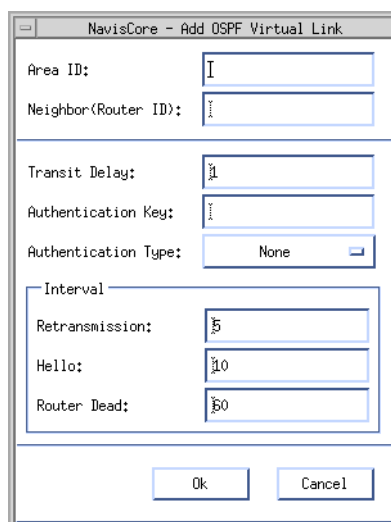 NavisCore - Add OSPF Virtual Link
Area ID:
Neighbor(Router ID):
Transit Delay: 1
Authentication Key:
Authentication Type: None
Interval
Retransmission: 5
Hello: 10
Router Dead: 60
Ok Cancel